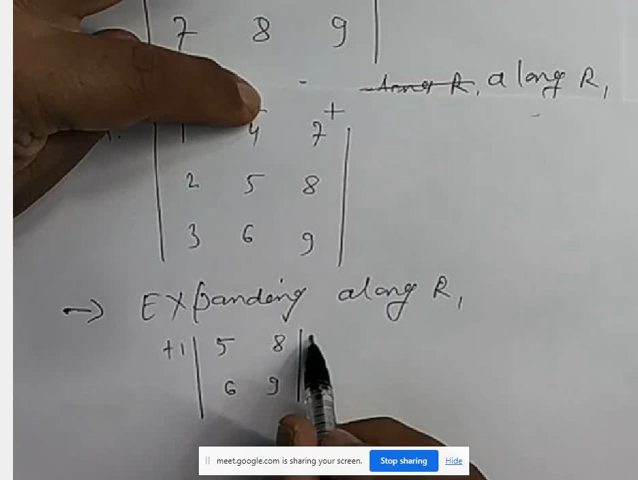 7 8 9
along R,
1 4 7 +
2 5 8
3 6 9
→ Expanding along R,
+1 | 5 8 |
6 9
meet.google.com is sharing your screen. Stop sharing Hide